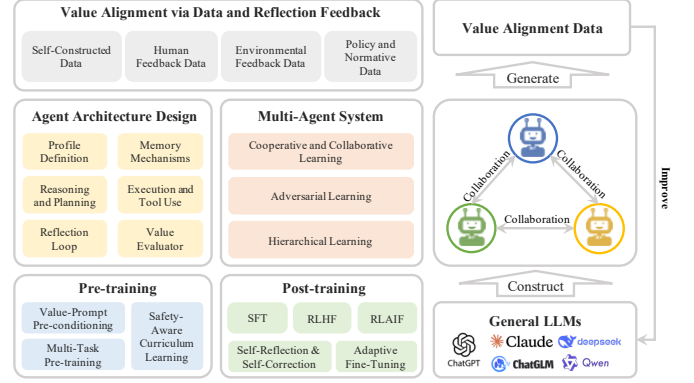 Value Alignment via Data and Reflection Feedback
Self-Constructed
Data
Human
Feedback Data
Environmental
Feedback Data
Policy and
Normative
Data
Agent Architecture Design
Profile
Definition
Memory
Mechanisms
Reasoning
and Planning
Execution and
Tool Use
Reflection
Loop
Value
Evaluator
Multi-Agent System
Cooperative and Collaborative
Learning
Adversarial Learning
Hierarchical Learning
Pre-training
Value-Prompt
Pre-conditioning
Multi-Task
Pre-training
Safety-
Aware
Curriculum
Learning
Post-training
SFT
RLHF
RLAIF
Self-Reflection &
Self-Correction
Adaptive
Fine-Tuning
Value Alignment Data
Generate
Collaboration
Collaboration
Collaboration
Improve
Construct
General LLMs
ChatGPT
Claude
deepseek
ChatGLM
Qwen